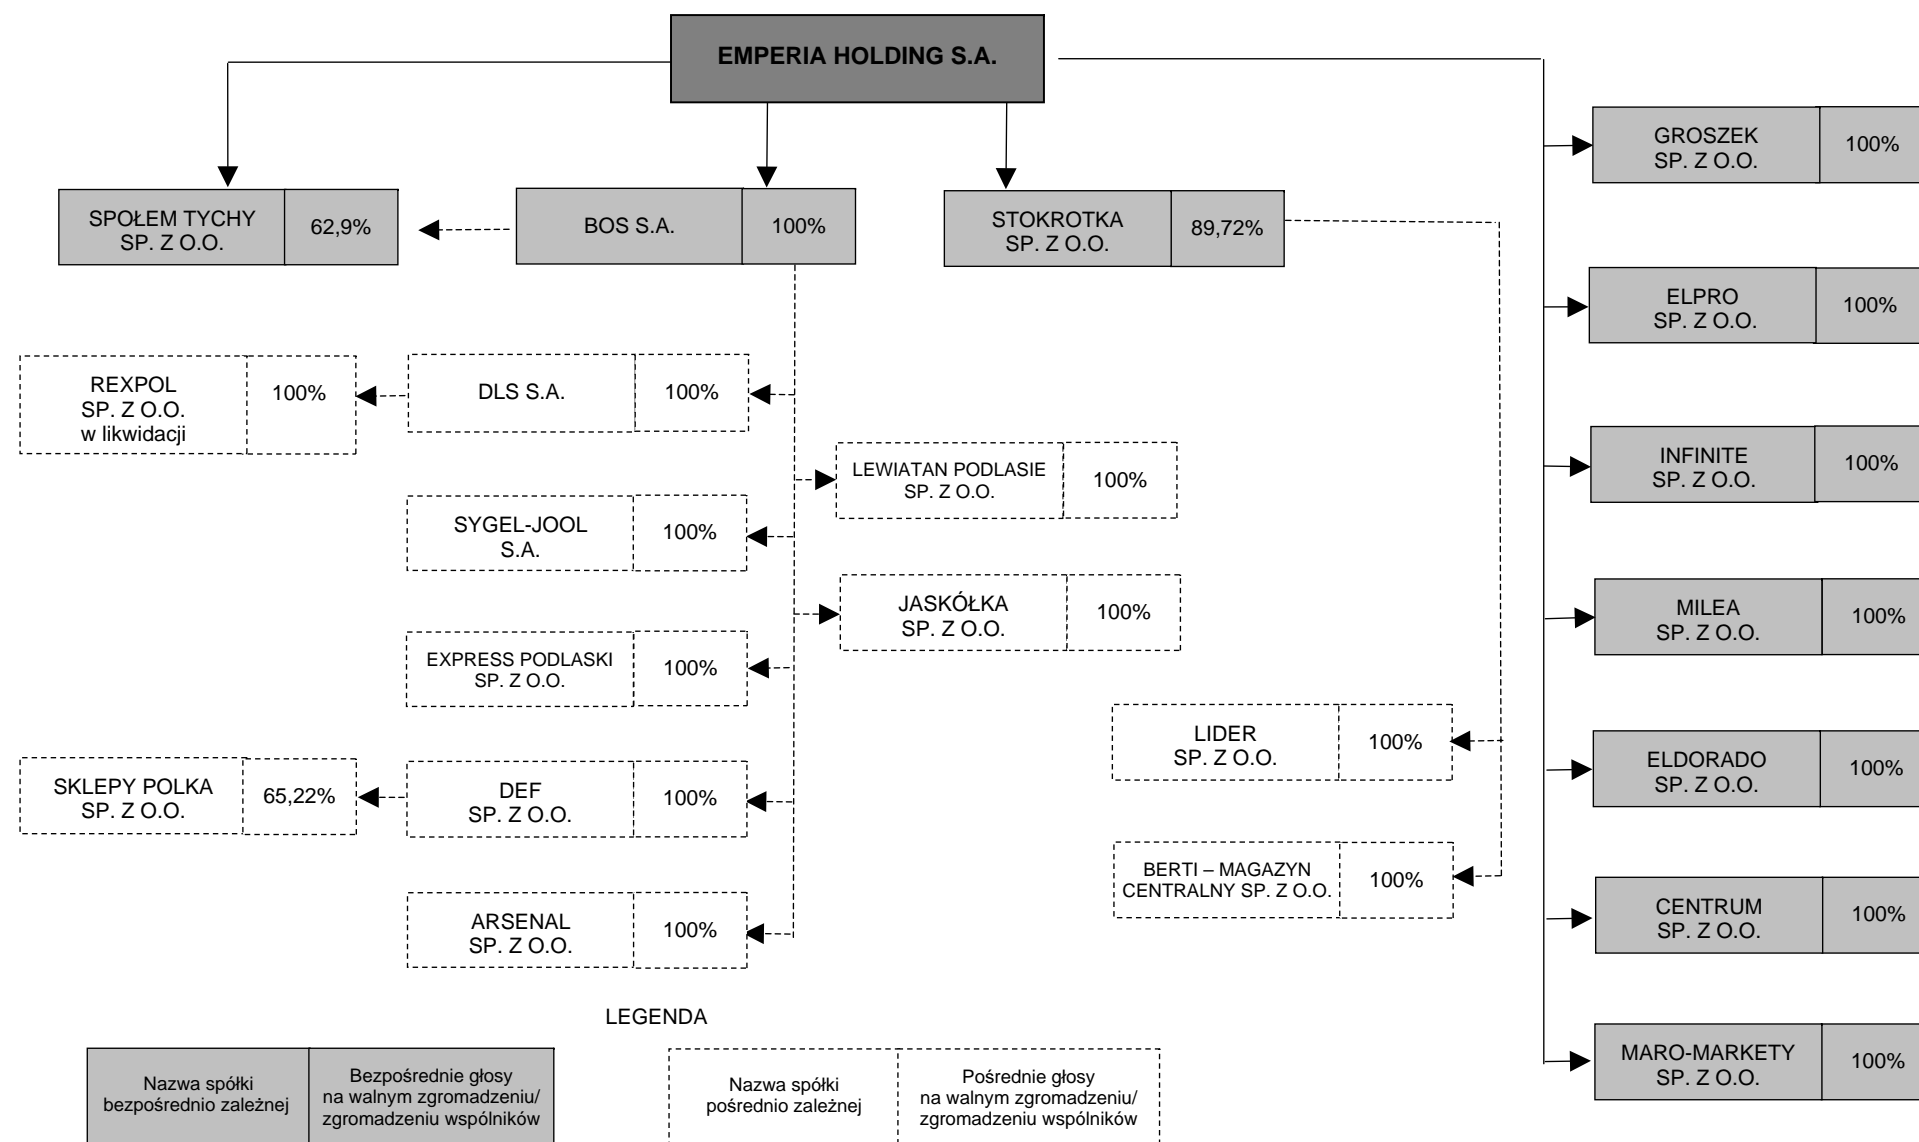 EMPERIA HOLDING S.A.
GROSZEK
SP. Z O.O.
100%
SPOŁEM TYCHY
SP. Z O.O.
62,9%
BOS S.A.
100%
STOKROTKA
SP. Z O.O.
89,72%
ELPRO
SP. Z O.O.
100%
REXPOL
SP. Z O.O.
w likwidacji
100%
DLS S.A.
100%
LEWIATAN PODLASIE
SP. Z O.O.
100%
INFINITE
SP. Z O.O.
100%
SYGEL-JOOL
S.A.
100%
JASKÓŁKA
SP. Z O.O.
100%
MILEA
SP. Z O.O.
100%
EXPRESS PODLASKI
SP. Z O.O.
100%
LIDER
SP. Z O.O.
100%
ELDORADO
SP. Z O.O.
100%
SKLEPY POLKA
SP. Z O.O.
65,22%
DEF
SP. Z O.O.
100%
BERTI – MAGAZYN
CENTRALNY SP. Z O.O.
100%
CENTRUM
SP. Z O.O.
100%
ARSENAL
SP. Z O.O.
100%
MARO-MARKETY
SP. Z O.O.
100%
LEGENDA
Nazwa spółki
bezpośrednio zależnej
Bezpośrednie głosy
na walnym zgromadzeniu/
zgromadzeniu wspólników
Nazwa spółki
pośrednio zależnej
Pośrednie głosy
na walnym zgromadzeniu/
zgromadzeniu wspólników